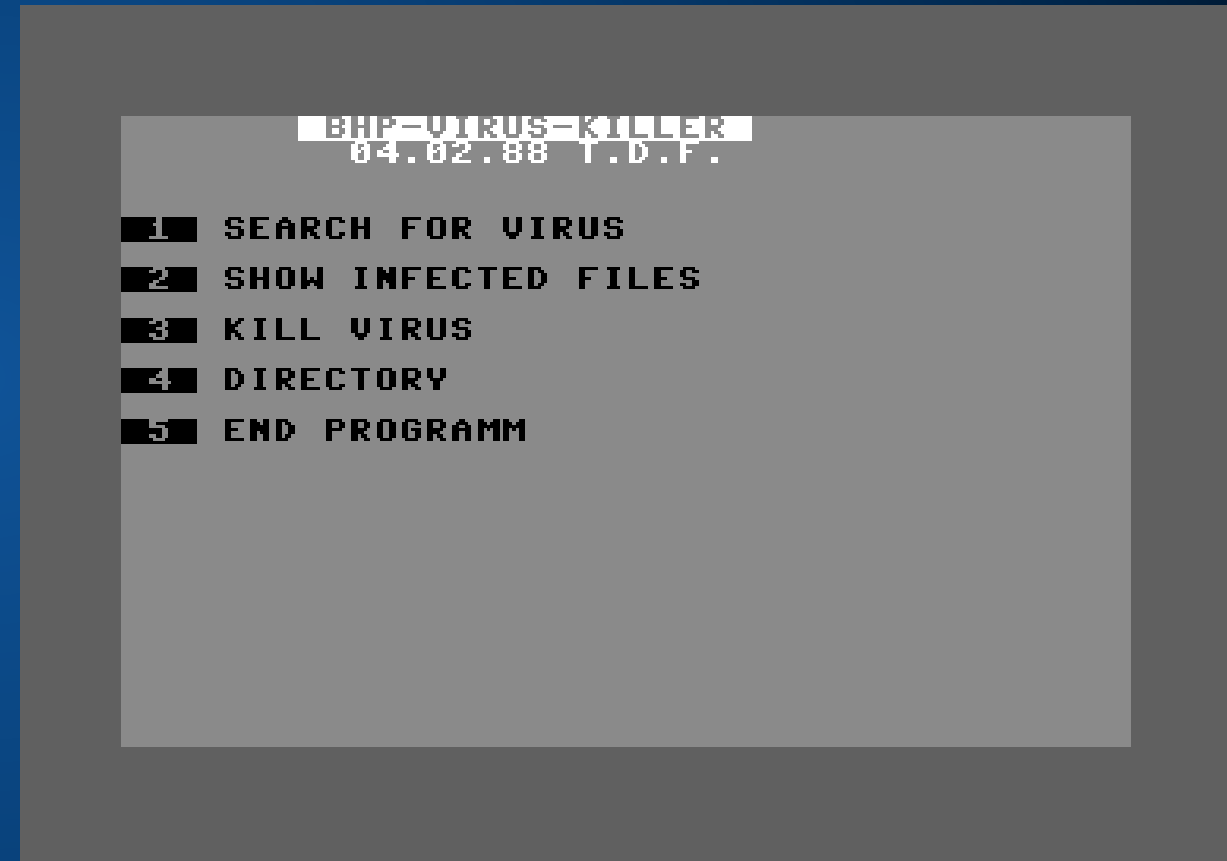 BHP-VIRUS-KILLER
04.02.88 T.D.F.
1 SEARCH FOR VIRUS
2 SHOW INFECTED FILES
3 KILL VIRUS
4 DIRECTORY
5 END PROGRAMM